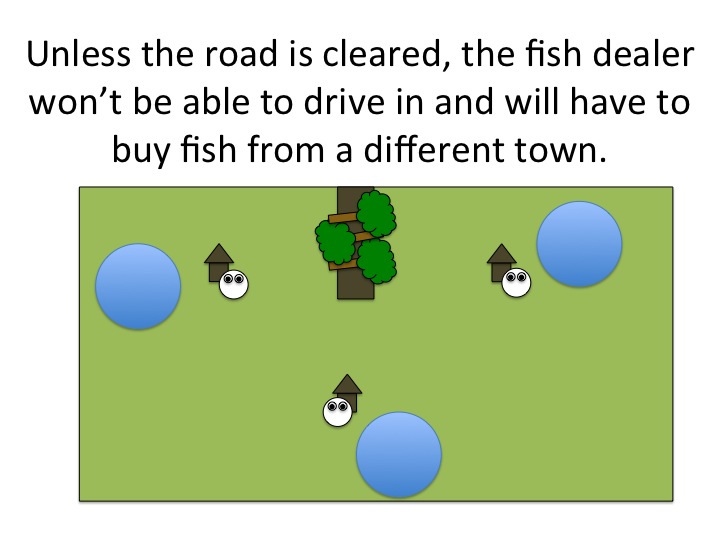 Unless the road is cleared, the fish dealer
won’t be able to drive in and will have to
buy fish from a different town.